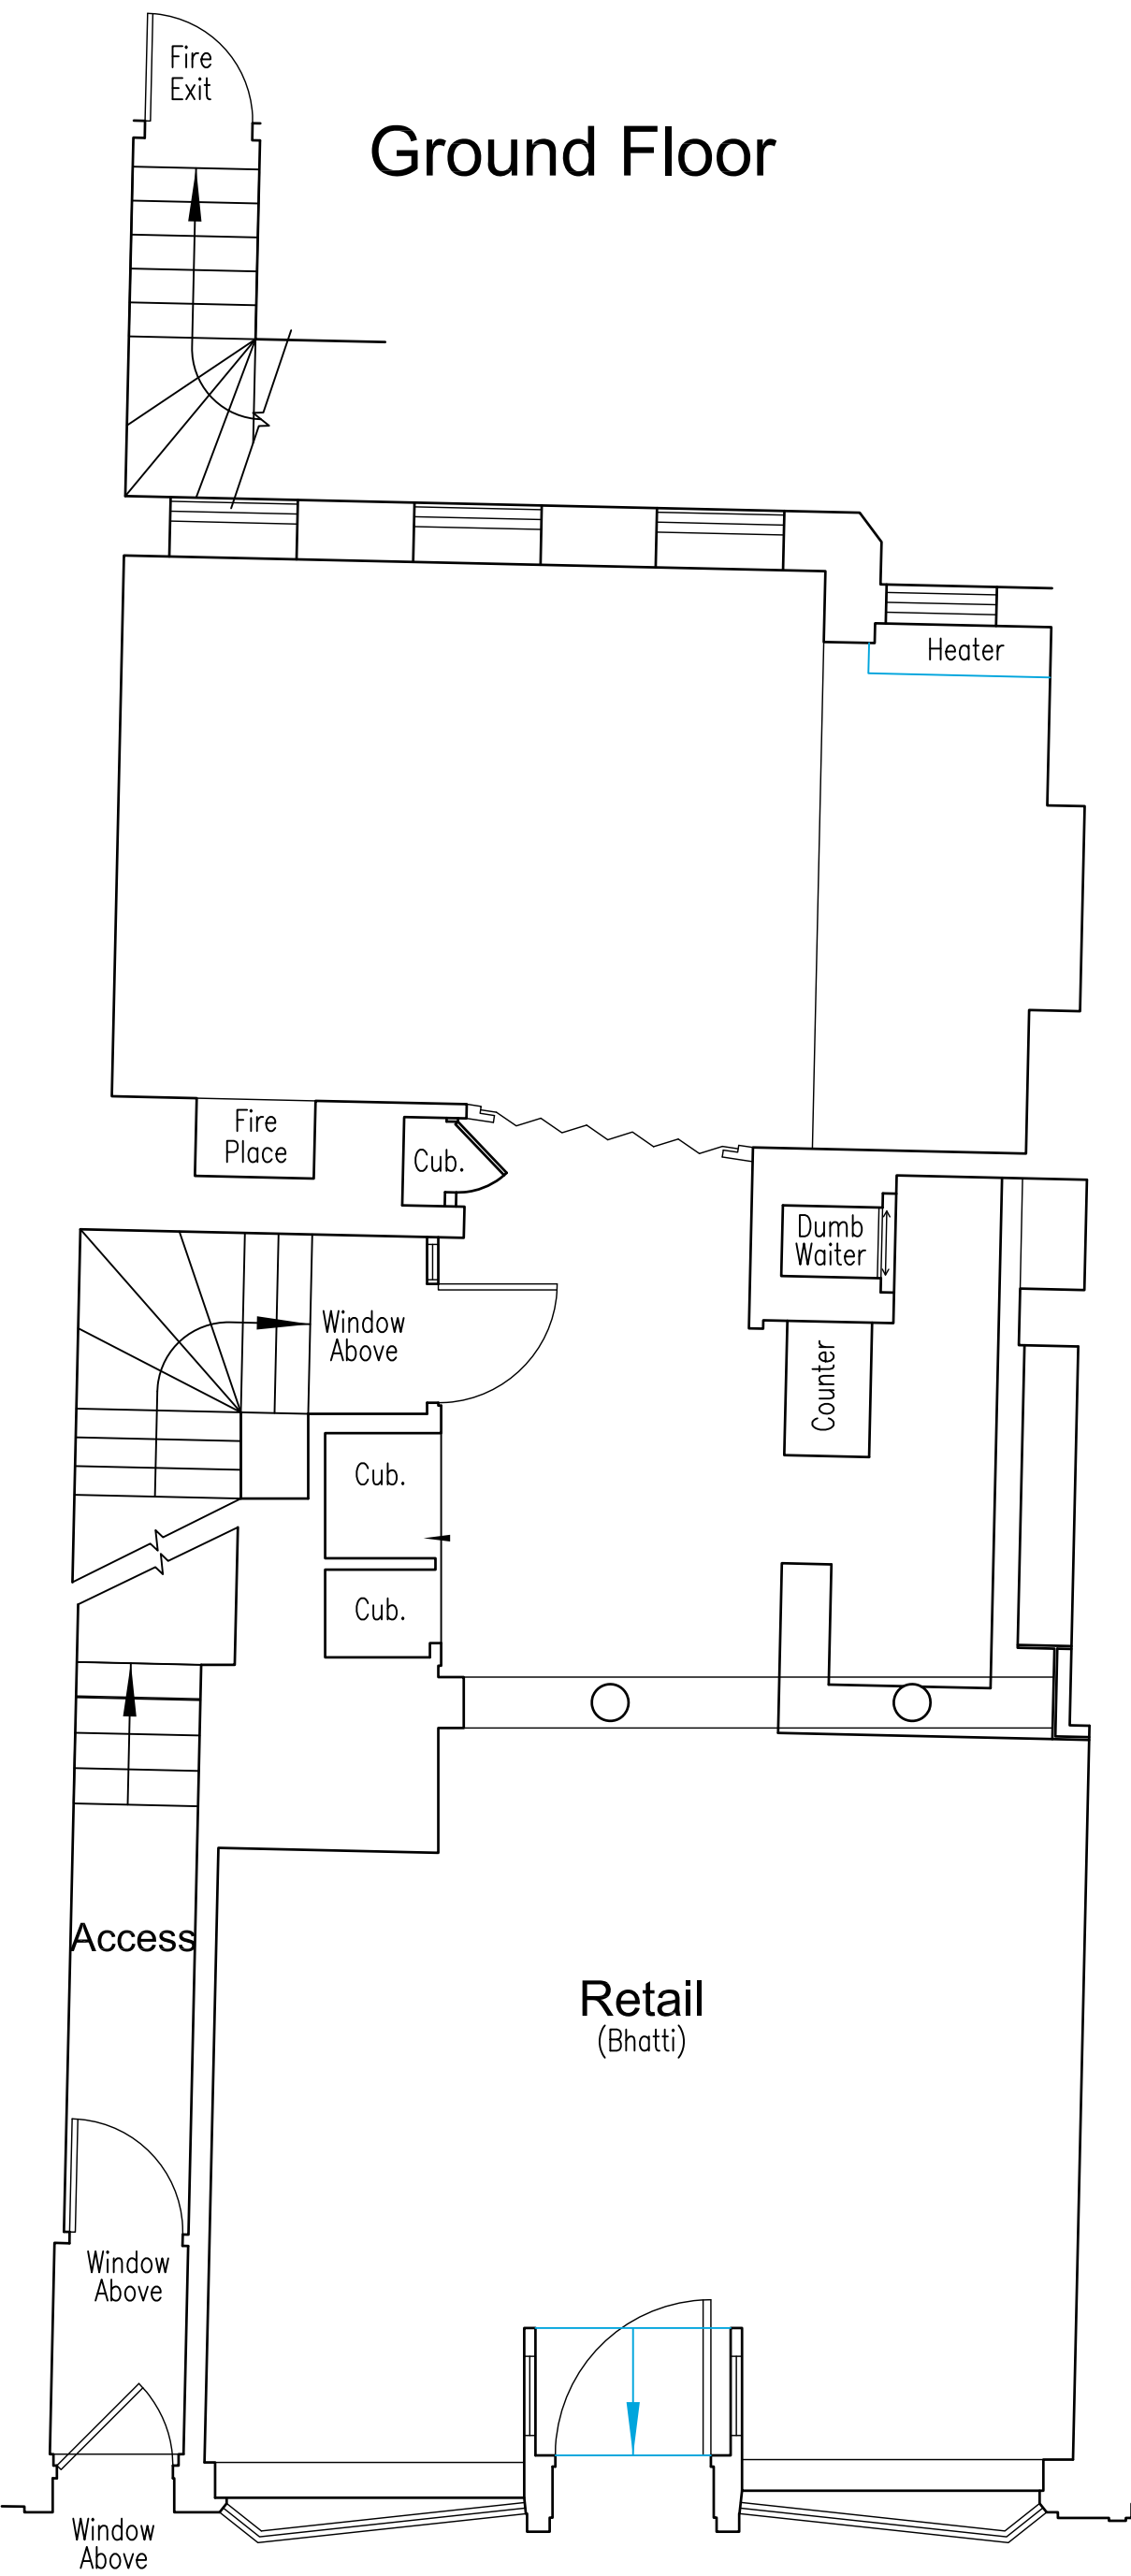 Fire
Exit
Ground Floor
Heater
Fire
Place
Cub.
Dumb
Waiter
Window
Above
Counter
Cub.
Cub.
Access
Retail
(Bhatti)
Window
Above
Window
Above